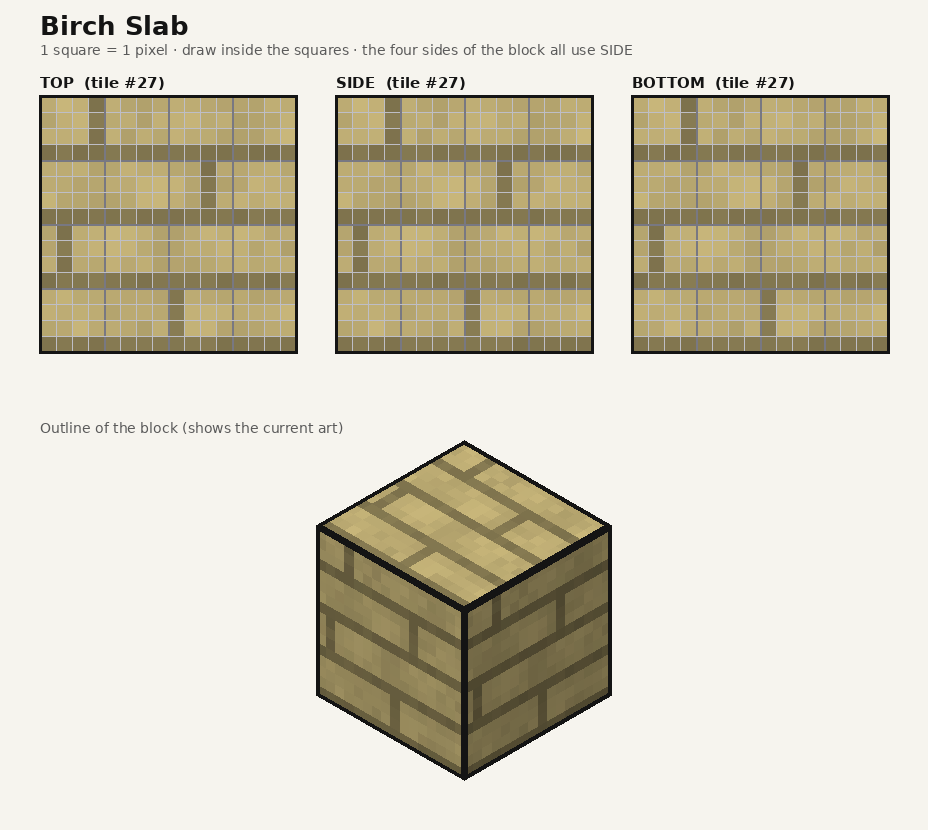 Birch Slab
1 square = 1 pixel · draw inside the squares · the four sides of the block all use SIDE
TOP (tile #27)
SIDE (tile #27)
BOTTOM (tile #27)
Outline of the block (shows the current art)